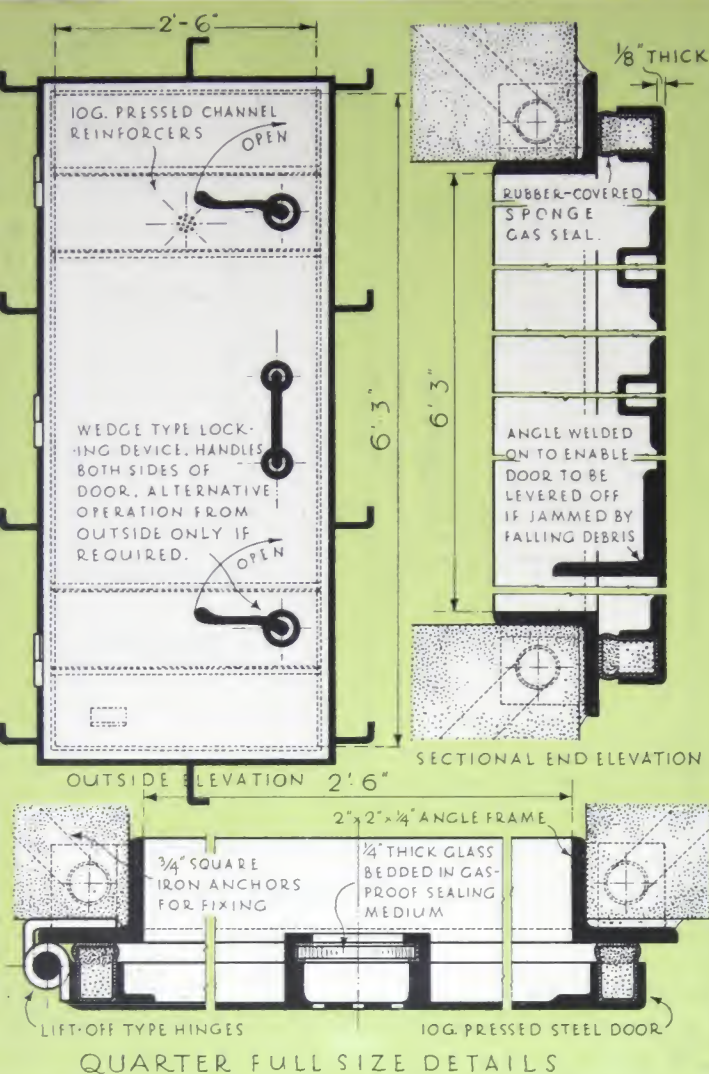 2'-6"
10G. PRESSED CHANNEL
REINFORCERS
OPEN
WEDGE TYPE LOCK-
-ING DEVICE. HANDLES
BOTH SIDES OF
DOOR. ALTERNATIVE
OPERATION FROM
OUTSIDE ONLY IF
REQUIRED.
OPEN
6'·3"
OUTSIDE ELEVATION
1/8" THICK
RUBBER-COVERED
SPONGE
GAS SEAL.
6'·3"
ANGLE WELDED
ON TO ENABLE
DOOR TO BE
LEVERED OFF
IF JAMMED BY
FALLING DEBRIS
SECTIONAL END ELEVATION
2'·6"
2" x 2" x 1/4" ANGLE FRAME
3/4" SQUARE
IRON ANCHORS
FOR FIXING
1/4" THICK GLASS
BEDDED IN GAS-
PROOF SEALING
MEDIUM
LIFT-OFF TYPE HINGES
10G. PRESSED STEEL DOOR
QUARTER FULL SIZE DETAILS